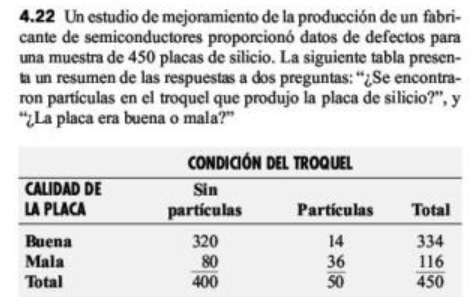 4.22 Un estudio de mejoramiento de la producción de un fabri-
cante de semiconductores proporcionó datos de defectos para
una muestra de 450 placas de silicio. La siguiente tabla presen-
ta un resumen de las respuestas a dos preguntas: “¿Se encontra-
ron partículas en el troquel que produjo la placa de silicio?”, y
“¿La placa era buena o mala?”
CONDICIÓN DEL TROQUEL
CALIDAD DE Sin
LA PLACA partículas Partículas Total
Buena 320 14 334
Mala 80 36 116
Total 400 50 450